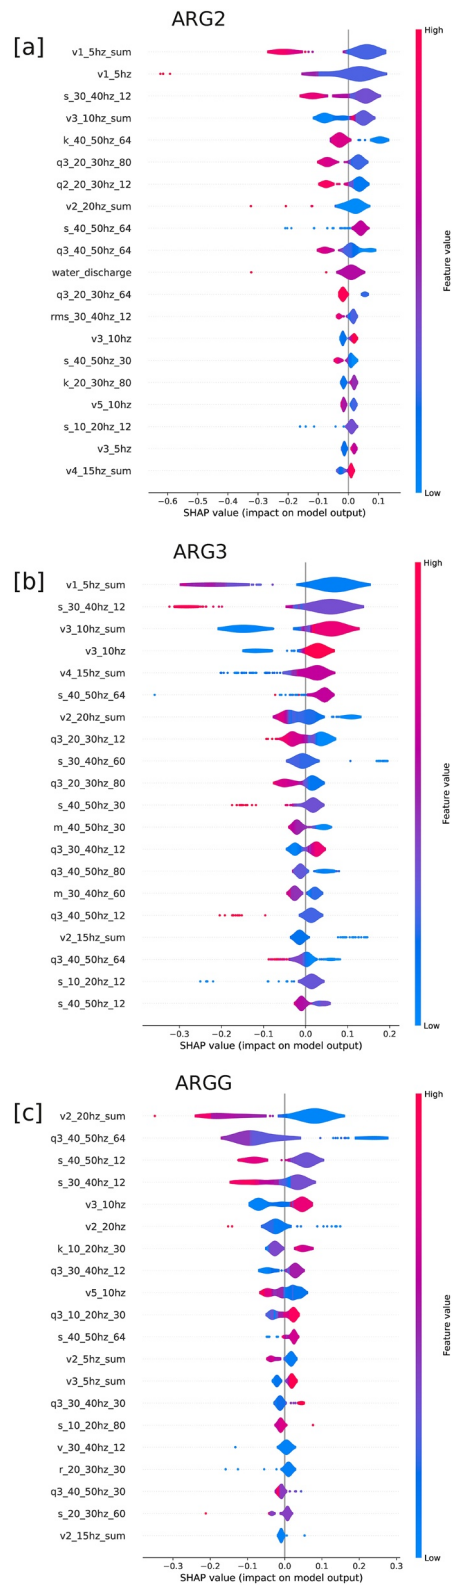 ARG2
[a]
High
v1_5hz_sum
v1_5hz
s_30_40hz_12
v3_10hz_sum
k_40_50hz_64
q3_20_30hz_80
q2_20_30hz_12
v2_20hz_sum
s_40_50hz_64
q3_40_50hz_64
water_discharge
q3_20_30hz_64
rms_30_40hz_12
v3_10hz
s_40_50hz_30
k_20_30hz_80
v5_10hz
s_10_20hz_12
v3_5hz
v4_15hz_sum
Feature value
Low
−0.6 −0.5 −0.4 −0.3 −0.2 −0.1 0.0 0.1
SHAP value (impact on model output)
ARG3
[b]
High
v1_5hz_sum
s_30_40hz_12
v3_10hz_sum
v3_10hz
v4_15hz_sum
s_40_50hz_64
v2_20hz_sum
q3_20_30hz_12
s_30_40hz_60
q3_20_30hz_80
s_40_50hz_30
m_40_50hz_30
q3_30_40hz_12
q3_40_50hz_80
m_30_40hz_60
q3_40_50hz_12
v2_15hz_sum
q3_40_50hz_64
s_10_20hz_12
s_40_50hz_12
Feature value
Low
−0.3 −0.2 −0.1 0.0 0.1 0.2
SHAP value (impact on model output)
ARGG
[c]
High
v2_20hz_sum
q3_40_50hz_64
s_40_50hz_12
s_30_40hz_12
v3_10hz
v2_20hz
k_10_20hz_30
q3_30_40hz_12
v5_10hz
q3_10_20hz_30
s_40_50hz_64
v2_5hz_sum
v3_5hz_sum
q3_30_40hz_30
s_10_20hz_80
v_30_40hz_12
r_20_30hz_30
q3_40_50hz_30
s_20_30hz_60
v2_15hz_sum
Feature value
Low
−0.3 −0.2 −0.1 0.0 0.1 0.2 0.3
SHAP value (impact on model output)